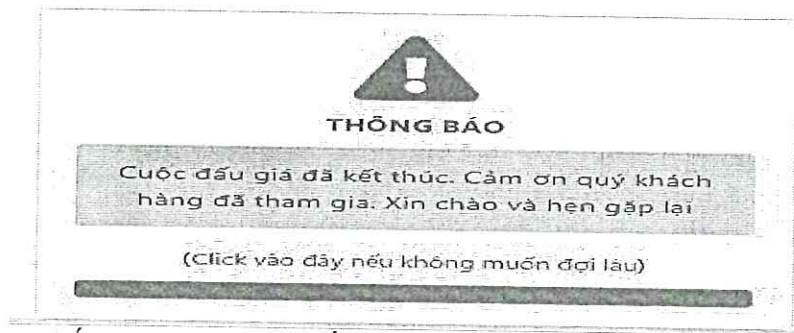 THÔNG BÁO
Cuộc đấu giá đã kết thúc. Cảm ơn quý khách
hàng đã tham gia. Xin chào và hẹn gặp lại
(Click vào đây nếu không muốn đợi lâu)